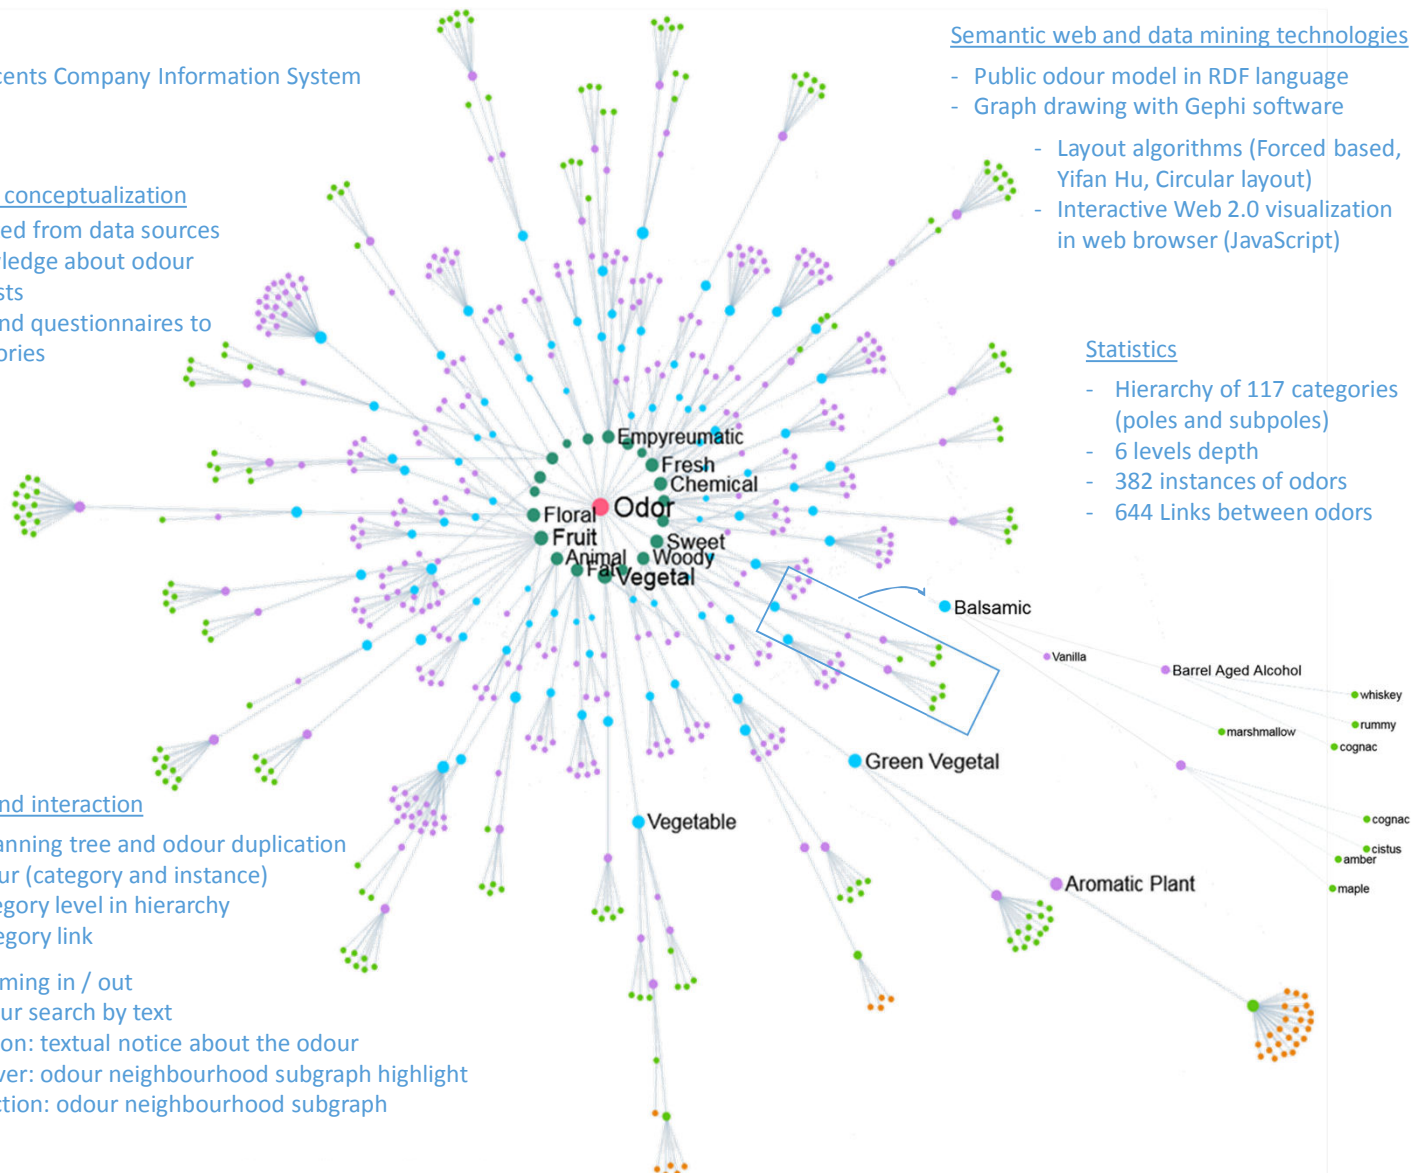 cents Company Information System
conceptualization
ed from data sources
ledge about odour
sts
nd questionnaires to
ories
nd interaction
anning tree and odour duplication
ur (category and instance)
egory level in hierarchy
egory link
ming in / out
ur search by text
on: textual notice about the odour
ver: odour neighbourhood subgraph highlight
ction: odour neighbourhood subgraph
Semantic web and data mining technologies
- Public odour model in RDF language
- Graph drawing with Gephi software
- Layout algorithms (Forced based,
Yifan Hu, Circular layout)
- Interactive Web 2.0 visualization
in web browser (JavaScript)
Statistics
- Hierarchy of 117 categories
(poles and subpoles)
- 6 levels depth
- 382 instances of odors
- 644 Links between odors
Empyreumatic
Fresh
Chemical
Odor
Floral
Fruit
Sweet
Animal
Woody
Fat
Vegetal
Balsamic
Vanilla
Barrel Aged Alcohol
whiskey
rummy
marshmallow
cognac
Green Vegetal
Vegetable
cognac
cistus
amber
maple
Aromatic Plant